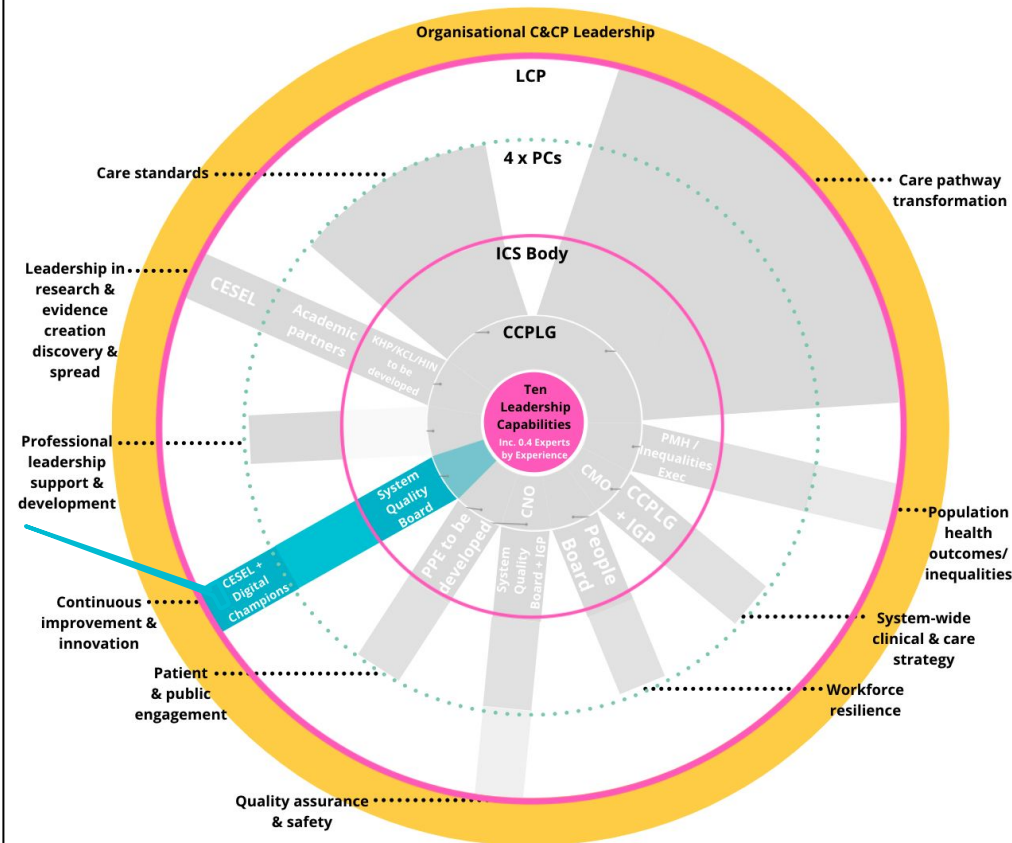 Organisational C&CP Leadership
LCP
4 x PCs
ICS Body
CCPLG
Ten
Leadership
Capabilities
Inc. 0.4 Experts
by Experience
Care standards
Care pathway
transformation
Leadership in
research &
evidence
creation
discovery &
spread
CESEL
Academic
partners
KHP/KCL/HIN
to be
developed
Professional
leadership
support &
development
PMH /
Inequalities
Exec
Population
health
outcomes/
inequalities
System
Quality
Board
CESEL +
Digital
Champions
Continuous
improvement &
innovation
CMO
CCPLG
+ IGP
System-wide
clinical & care
strategy
CNO
PPE to be
developed
System
Quality
Board + IGP
People
Board
Patient
& public
engagement
Workforce
resilience
Quality assurance
& safety